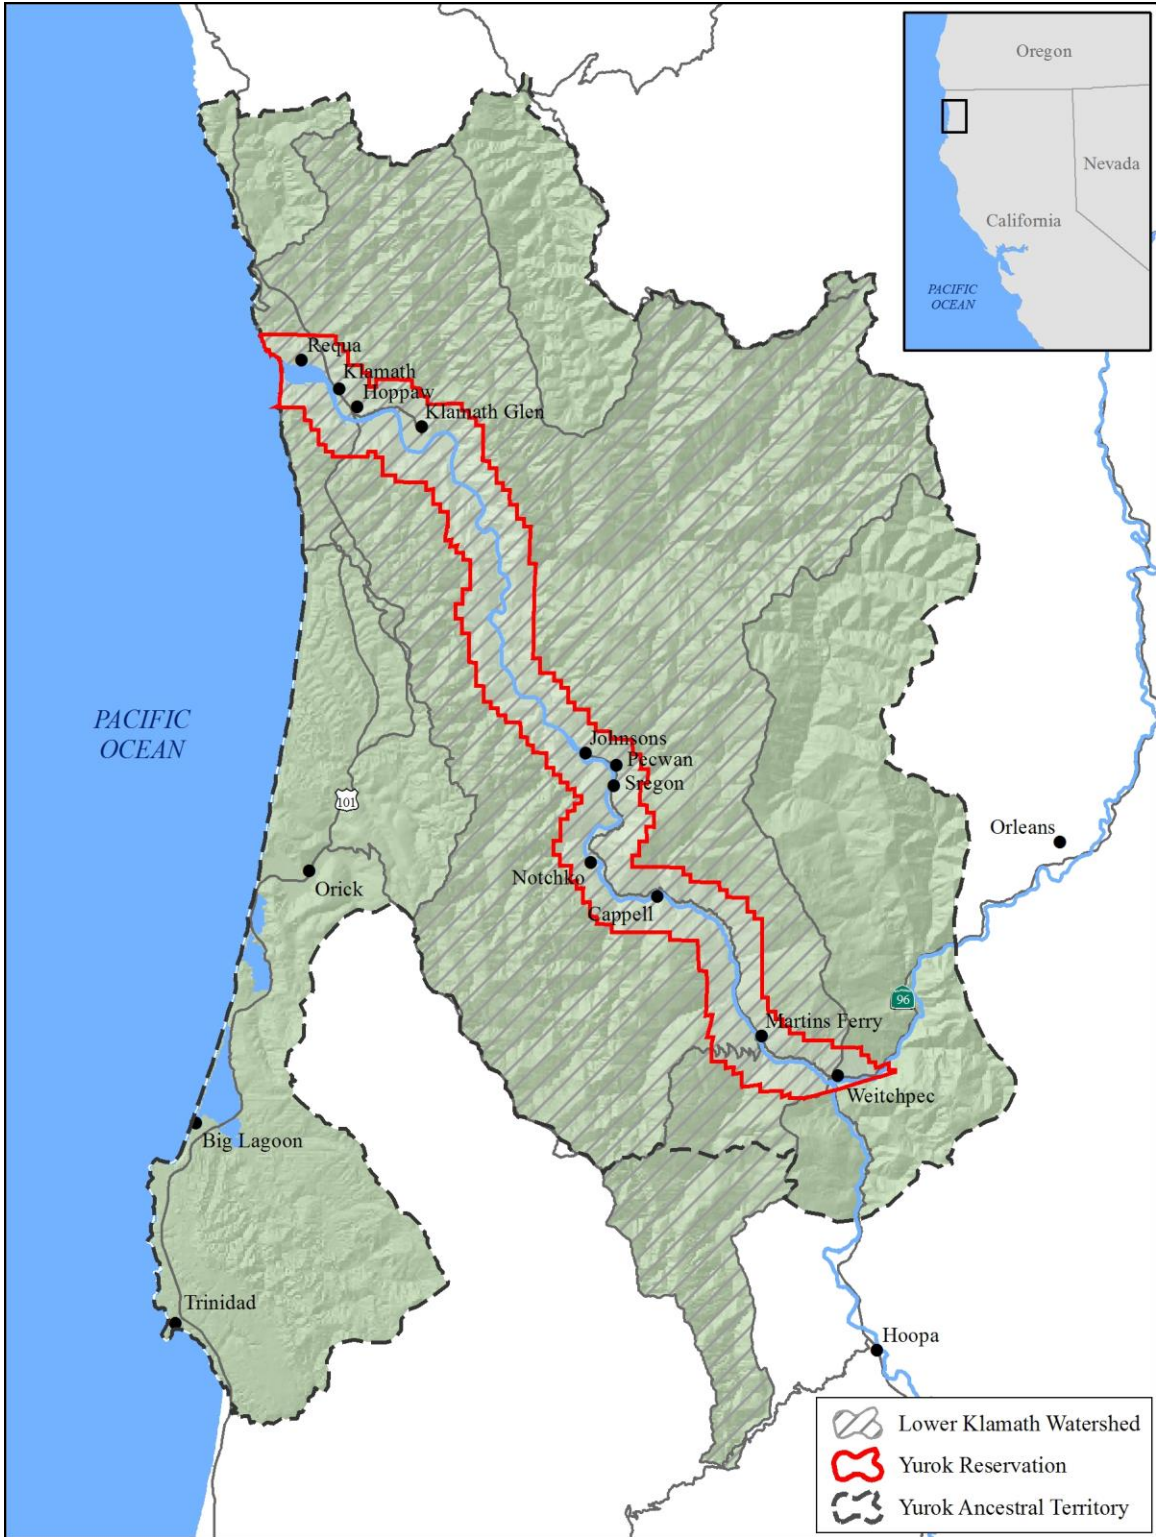 Oregon
Nevada
California
PACIFIC
OCEAN
Requa
Klamath
Hoppaw
Klamath Glen
PACIFIC
OCEAN
Johnsons
Pecwan
Sregon
101
Orleans
Notchko
Orick
Cappell
96
Martins Ferry
Weitchpec
Big Lagoon
Trinidad
Hoopa
Lower Klamath Watershed
Yurok Reservation
Yurok Ancestral Territory